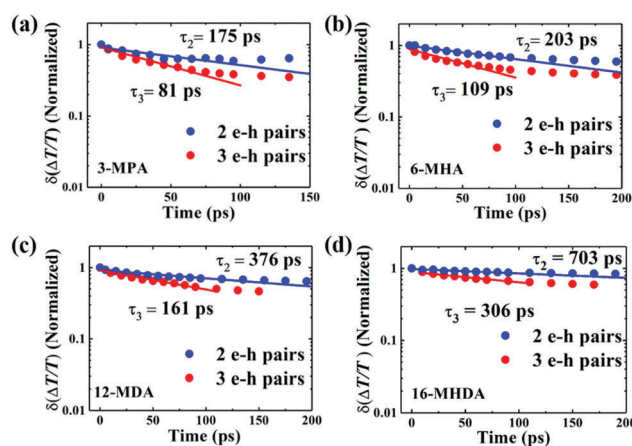 (a)
δ(ΔT/T) (Normalized)
1
0.1
0.01
τ2 = 175 ps
τ3 = 81 ps
2 e-h pairs
3 e-h pairs
3-MPA
0 50 100 150
Time (ps)
(b)
δ(ΔT/T) (Normalized)
1
0.1
0.01
τ2 = 203 ps
τ3 = 109 ps
2 e-h pairs
3 e-h pairs
6-MHA
0 50 100 150 200
Time (ps)
(c)
δ(ΔT/T) (Normalized)
1
0.1
0.01
τ2 = 376 ps
τ3 = 161 ps
2 e-h pairs
3 e-h pairs
12-MDA
0 50 100 150 200
Time (ps)
(d)
δ(ΔT/T) (Normalized)
1
0.1
0.01
τ2 = 703 ps
τ3 = 306 ps
2 e-h pairs
3 e-h pairs
16-MHDA
0 50 100 150 200
Time (ps)